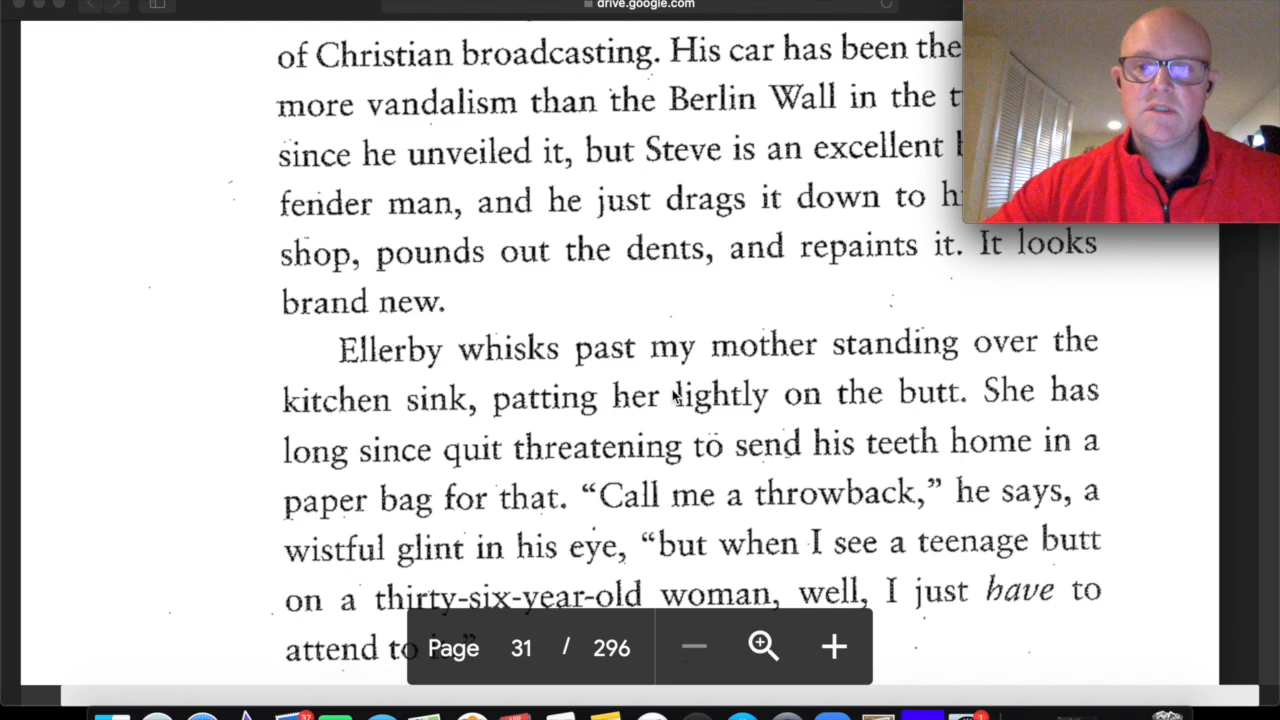 drive.google.com
of Christian broadcasting. His car has been the
more vandalism than the Berlin Wall in the
since he unveiled it, but Steve is an excellent
fender man, and he just drags it down to
shop, pounds out the dents, and repaints it. It looks
brand new.
Ellerby whisks past my mother standing over the
kitchen sink, patting her lightly on the butt. She has
long since quit threatening to send his teeth home in a
paper bag for that. “Call me a throwback,” he says, a
wistful glint in his eye, “but when I see a teenage butt
on a thirty-six-year-old woman, well, I just have to
attend to
Page 31 / 296
37
1